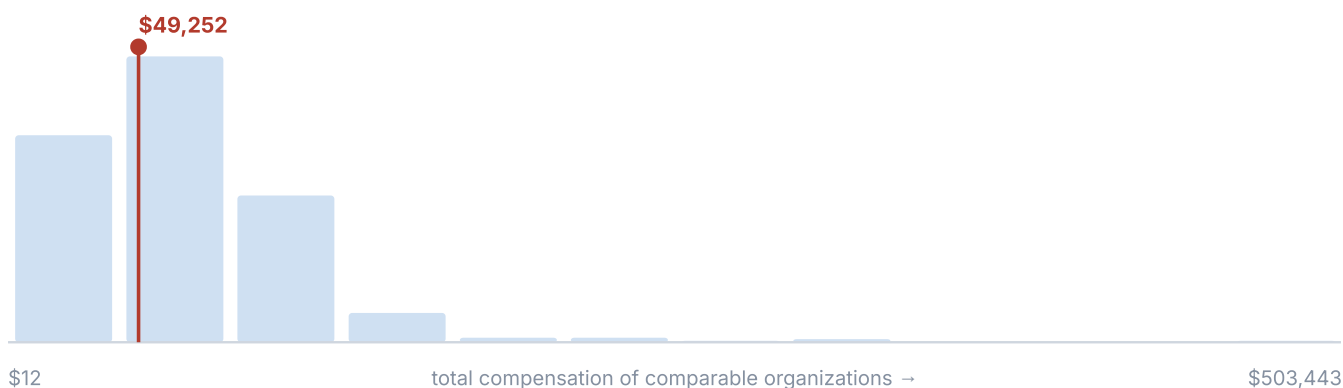 $49,252
$12
total compensation of comparable organizations →
$503,443